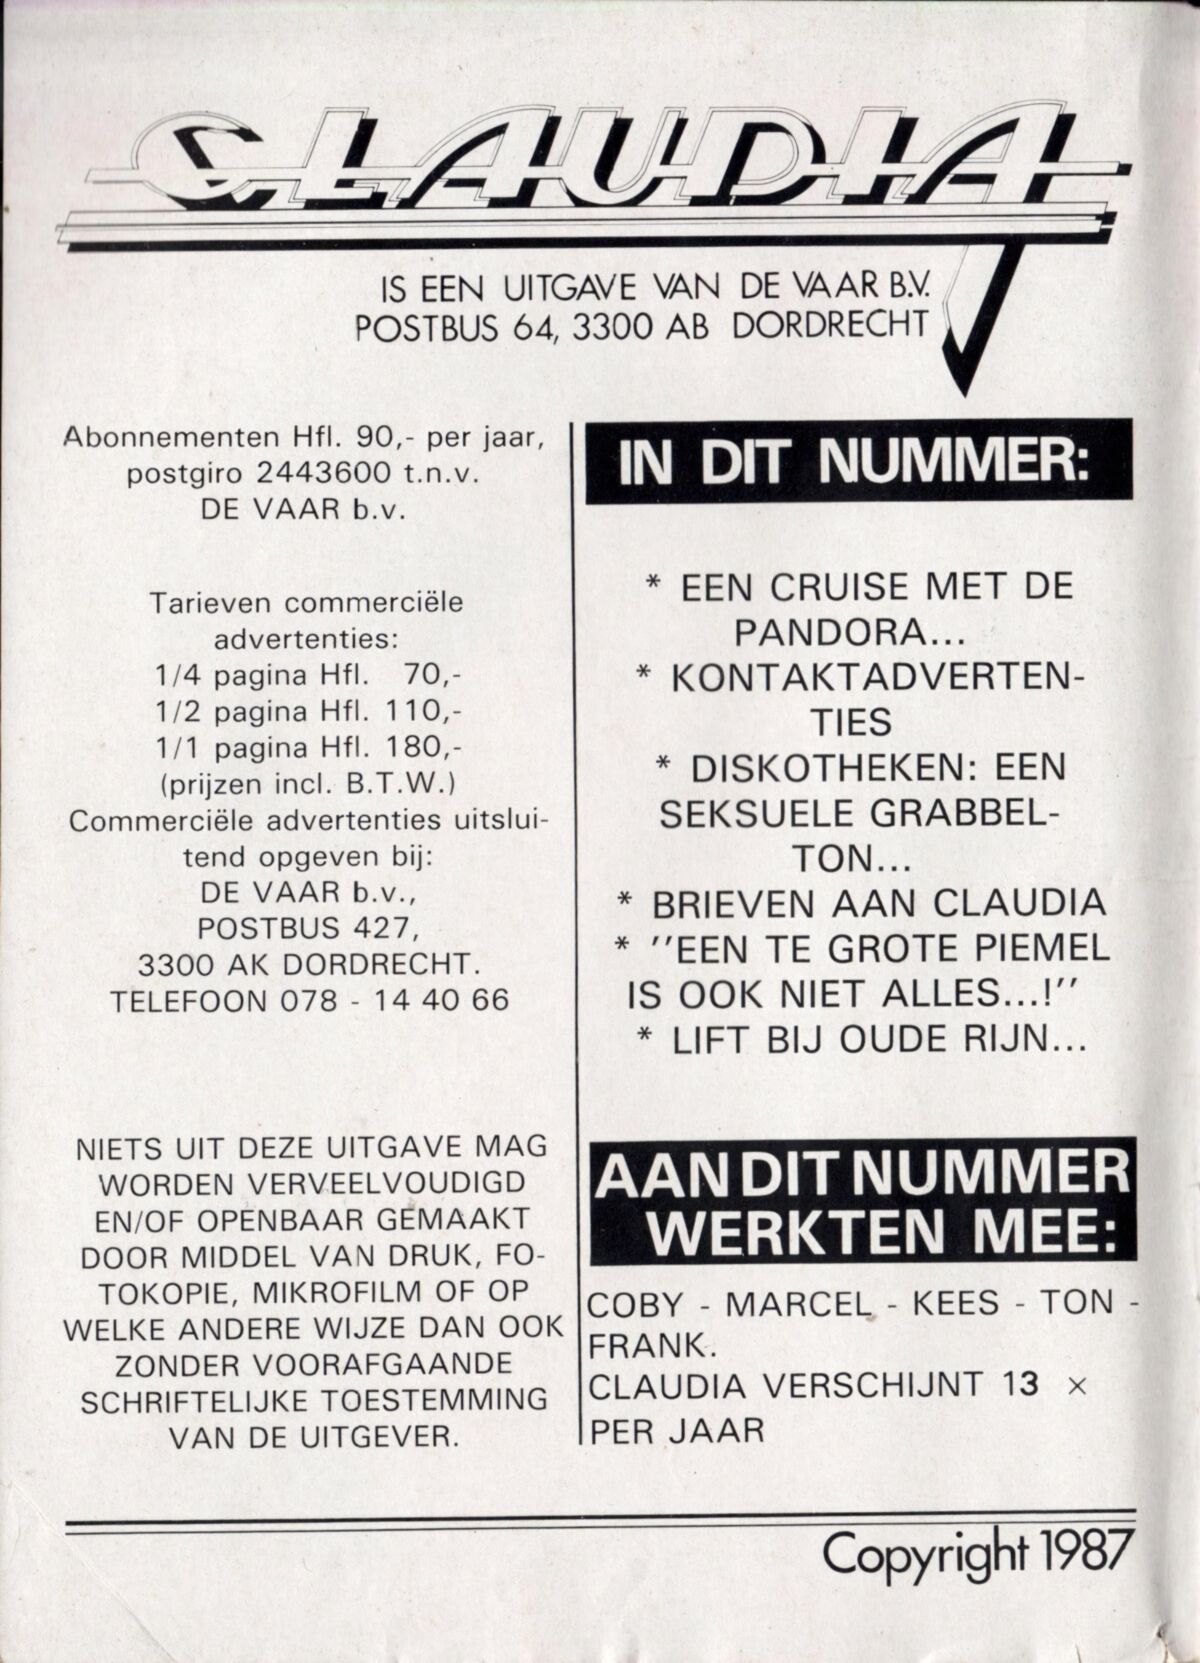 CLAUDIA
IS EEN UITGAVE VAN DE VAAR B.V.
POSTBUS 64, 3300 AB DORDRECHT
Abonnementen Hfl. 90,- per jaar,
postgiro 2443600 t.n.v.
DE VAAR b.v.
Tarieven commerciële
advertenties:
1/4 pagina Hfl. 70,-
1/2 pagina Hfl. 110,-
1/1 pagina Hfl. 180,-
(prijzen incl. B.T.W.)
Commerciële advertenties uitslui-
tend opgeven bij:
DE VAAR b.v.,
POSTBUS 427,
3300 AK DORDRECHT.
TELEFOON 078 - 14 40 66
NIETS UIT DEZE UITGAVE MAG
WORDEN VERVEELVOUDIGD
EN/OF OPENBAAR GEMAAKT
DOOR MIDDEL VAN DRUK, FO-
TOKOPIE, MIKROFILM OF OP
WELKE ANDERE WIJZE DAN OOK
ZONDER VOORAFGAANDE
SCHRIFTELIJKE TOESTEMMING
VAN DE UITGEVER.
IN DIT NUMMER:
* EEN CRUISE MET DE
PANDORA...
* KONTAKTADVERTEN-
TIES
* DISKOTHEKEN: EEN
SEKSUELE GRABBEL-
TON...
* BRIEVEN AAN CLAUDIA
* ''EEN TE GROTE PIEMEL
IS OOK NIET ALLES...!''
* LIFT BIJ OUDE RIJN...
AAN DIT NUMMER
WERKTEN MEE:
COBY - MARCEL - KEES - TON -
FRANK.
CLAUDIA VERSCHIJNT 13 ×
PER JAAR
Copyright 1987